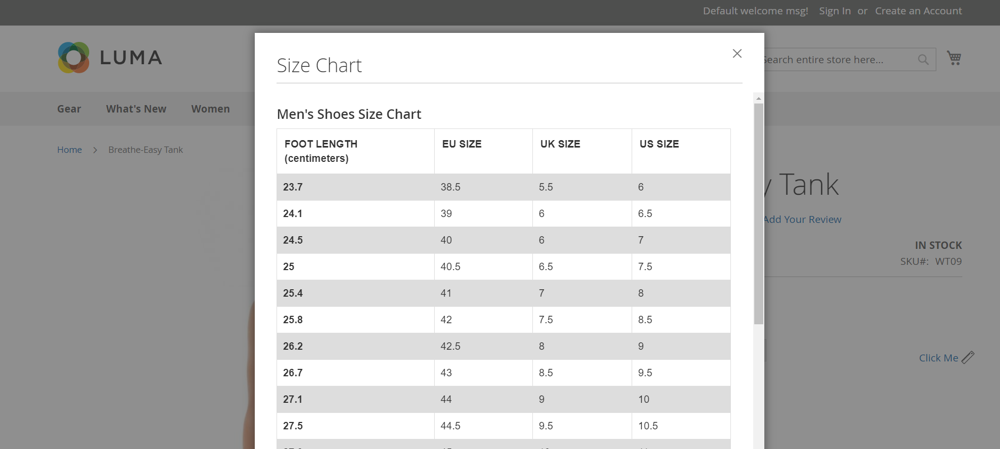 Default welcome msg! Sign In or Create an Account
LUMA
Search entire store here...
Gear What's New Women
Home > Breathe-Easy Tank
Tank
Add Your Review
IN STOCK
SKU#: WT09
Click Me
Size Chart
Men's Shoes Size Chart
FOOT LENGTH (centimeters) EU SIZE UK SIZE US SIZE
23.7 38.5 5.5 6
24.1 39 6 6.5
24.5 40 6 7
25 40.5 6.5 7.5
25.4 41 7 8
25.8 42 7.5 8.5
26.2 42.5 8 9
26.7 43 8.5 9.5
27.1 44 9 10
27.5 44.5 9.5 10.5